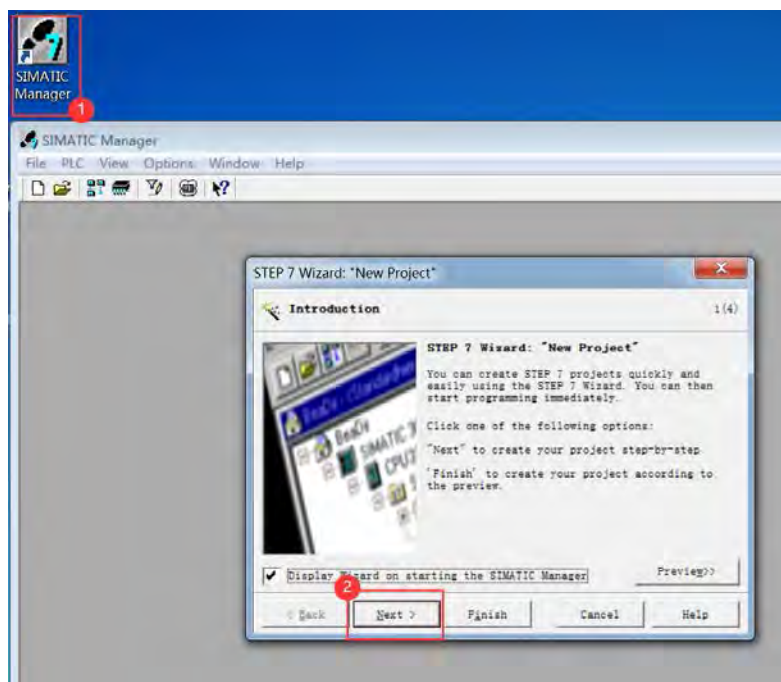 SIMATIC
Manager
1
SIMATIC Manager
File PLC View Options Window Help
STEP 7 Wizard: "New Project"
Introduction
1(4)
STEP 7 Wizard: "New Project"
You can create STEP 7 projects quickly and
easily using the STEP 7 Wizard. You can then
start programming immediately.
Click one of the following options:
"Next" to create your project step-by-step
'Finish' to create your project according to
the preview.
Display Wizard on starting the SIMATIC Manager
Preview>>
2
< Back Next > Finish Cancel Help